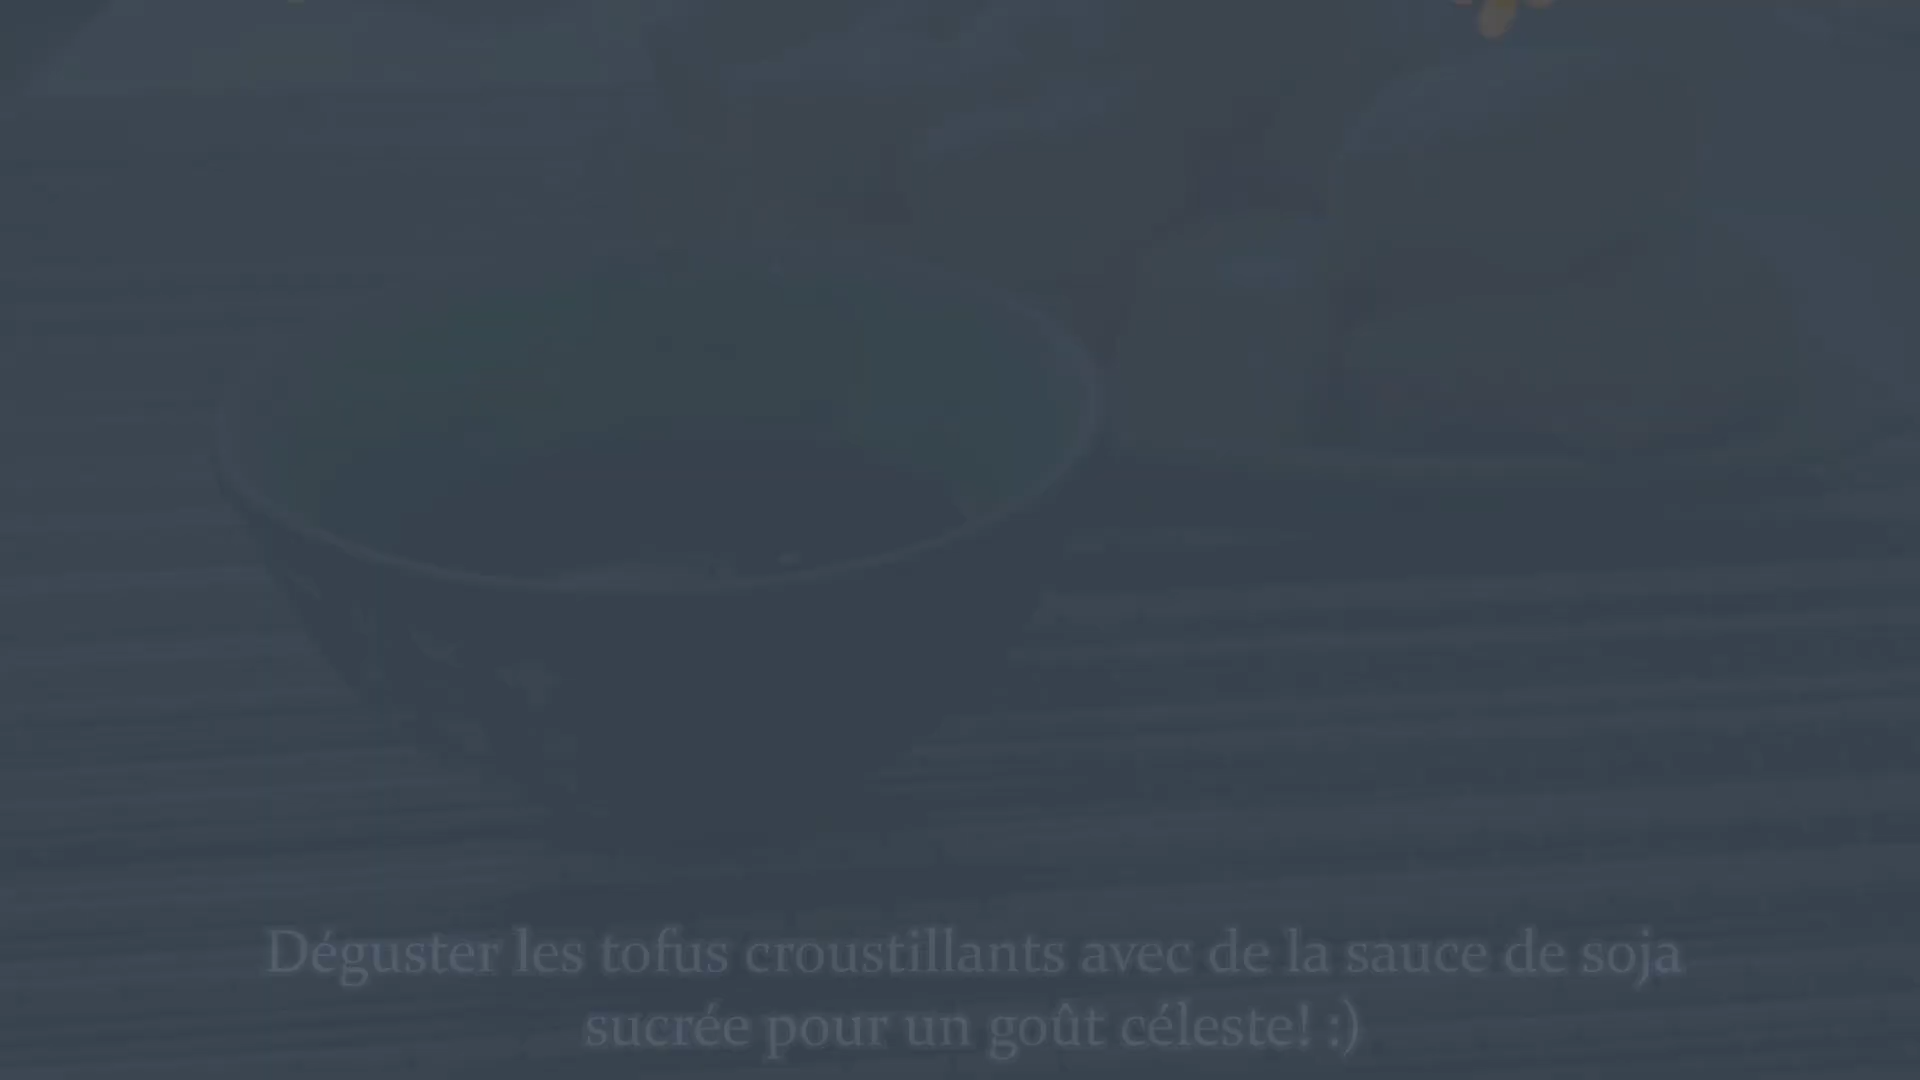 Déguster les tofus croustillants avec de la sauce de soja
sucrée pour un goût céleste! :)